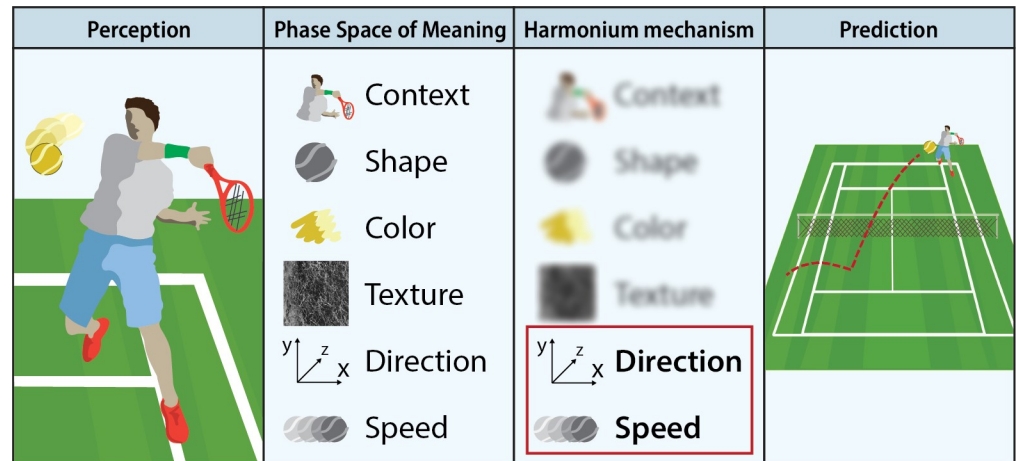 Perception
Phase Space of Meaning
Harmonium mechanism
Prediction
Context
Shape
Color
Texture
y z x Direction
Speed
Context
Shape
Color
Texture
y z x Direction
Speed